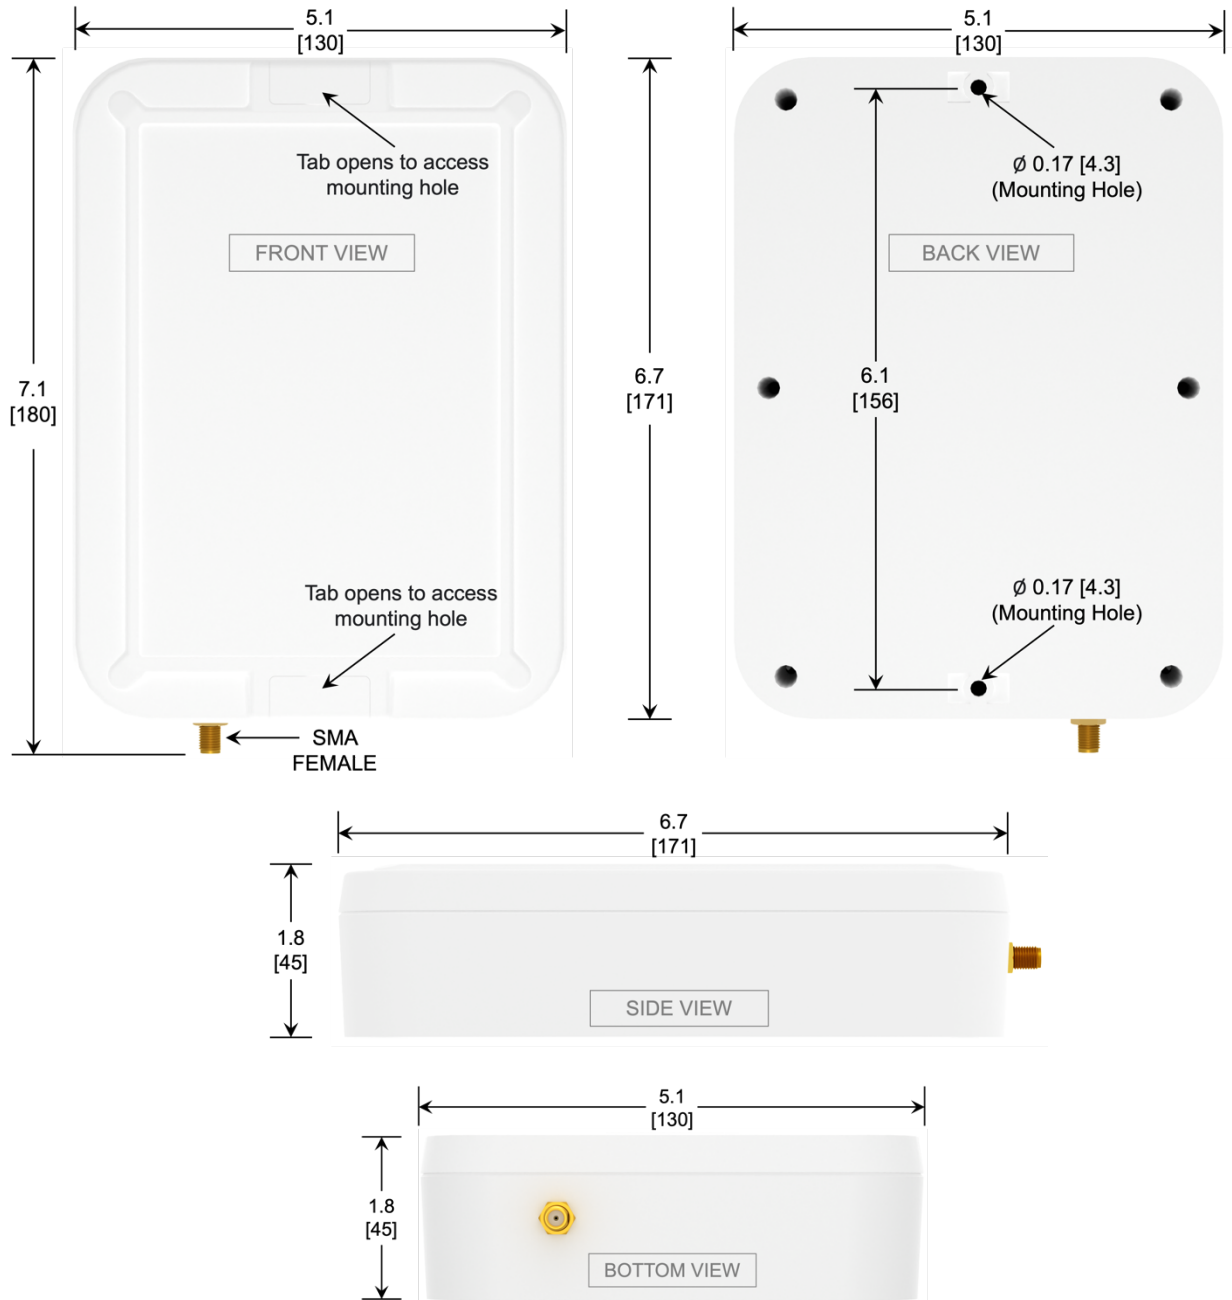 5.1
[130]
5.1
[130]
Tab opens to access
mounting hole
Ø 0.17 [4.3]
(Mounting Hole)
FRONT VIEW
BACK VIEW
7.1
[180]
6.7
[171]
6.1
[156]
Tab opens to access
mounting hole
Ø 0.17 [4.3]
(Mounting Hole)
SMA
FEMALE
6.7
[171]
1.8
[45]
SIDE VIEW
5.1
[130]
1.8
[45]
BOTTOM VIEW